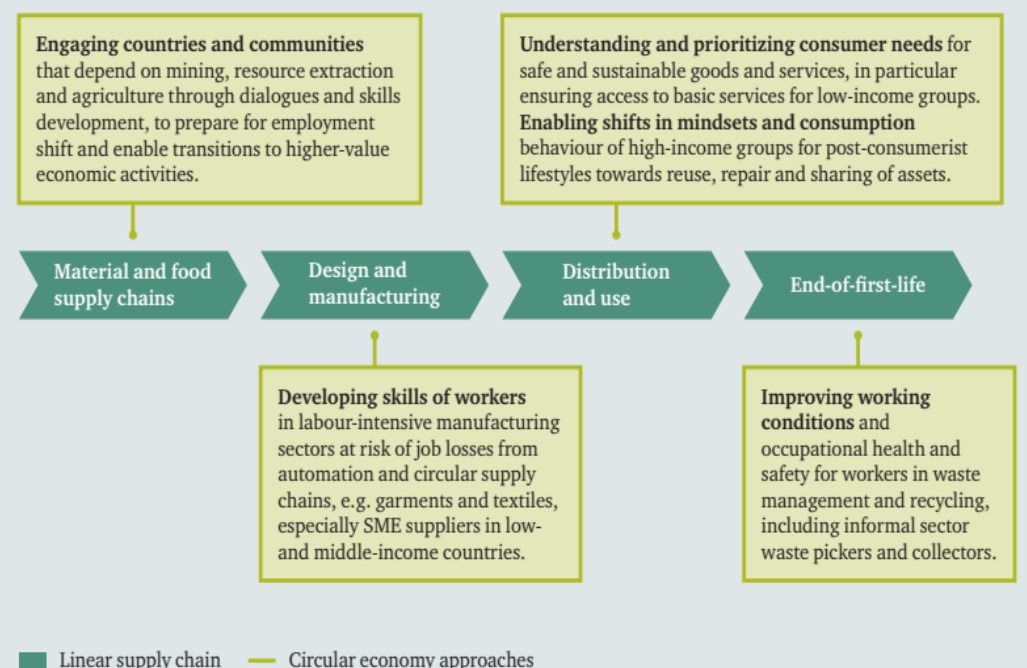 Engaging countries and communities
that depend on mining, resource extraction
and agriculture through dialogues and skills
development, to prepare for employment
shift and enable transitions to higher-value
economic activities.
Understanding and prioritizing consumer needs for
safe and sustainable goods and services, in particular
ensuring access to basic services for low-income groups.
Enabling shifts in mindsets and consumption
behaviour of high-income groups for post-consumerist
lifestyles towards reuse, repair and sharing of assets.
Material and food
supply chains
Design and
manufacturing
Distribution
and use
End-of-first-life
Developing skills of workers
in labour-intensive manufacturing
sectors at risk of job losses from
automation and circular supply
chains, e.g. garments and textiles,
especially SME suppliers in low-
and middle-income countries.
Improving working
conditions and
occupational health and
safety for workers in waste
management and recycling,
including informal sector
waste pickers and collectors.
Linear supply chain
Circular economy approaches